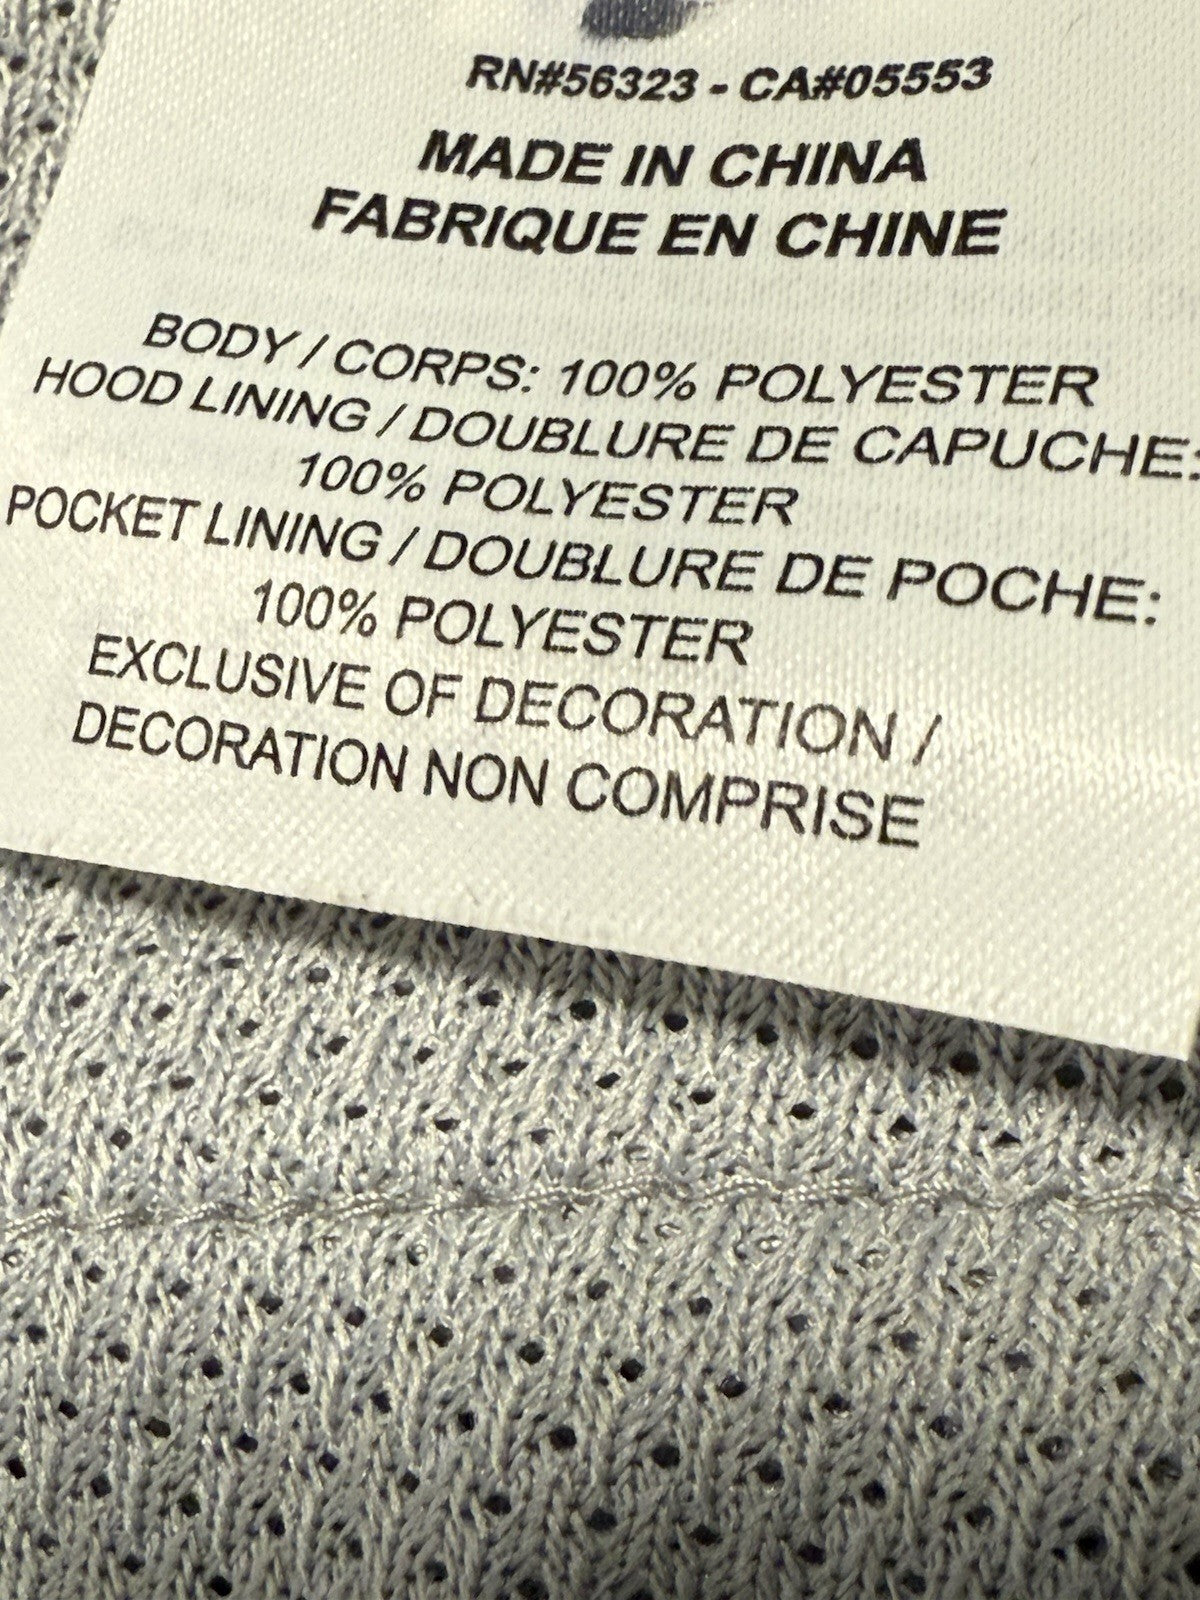 RN#56323 - CA#05553
MADE IN CHINA
FABRIQUE EN CHINE
BODY / CORPS: 100% POLYESTER
HOOD LINING / DOUBLURE DE CAPUCHE:
100% POLYESTER
POCKET LINING / DOUBLURE DE POCHE:
100% POLYESTER
EXCLUSIVE OF DECORATION /
DECORATION NON COMPRISE